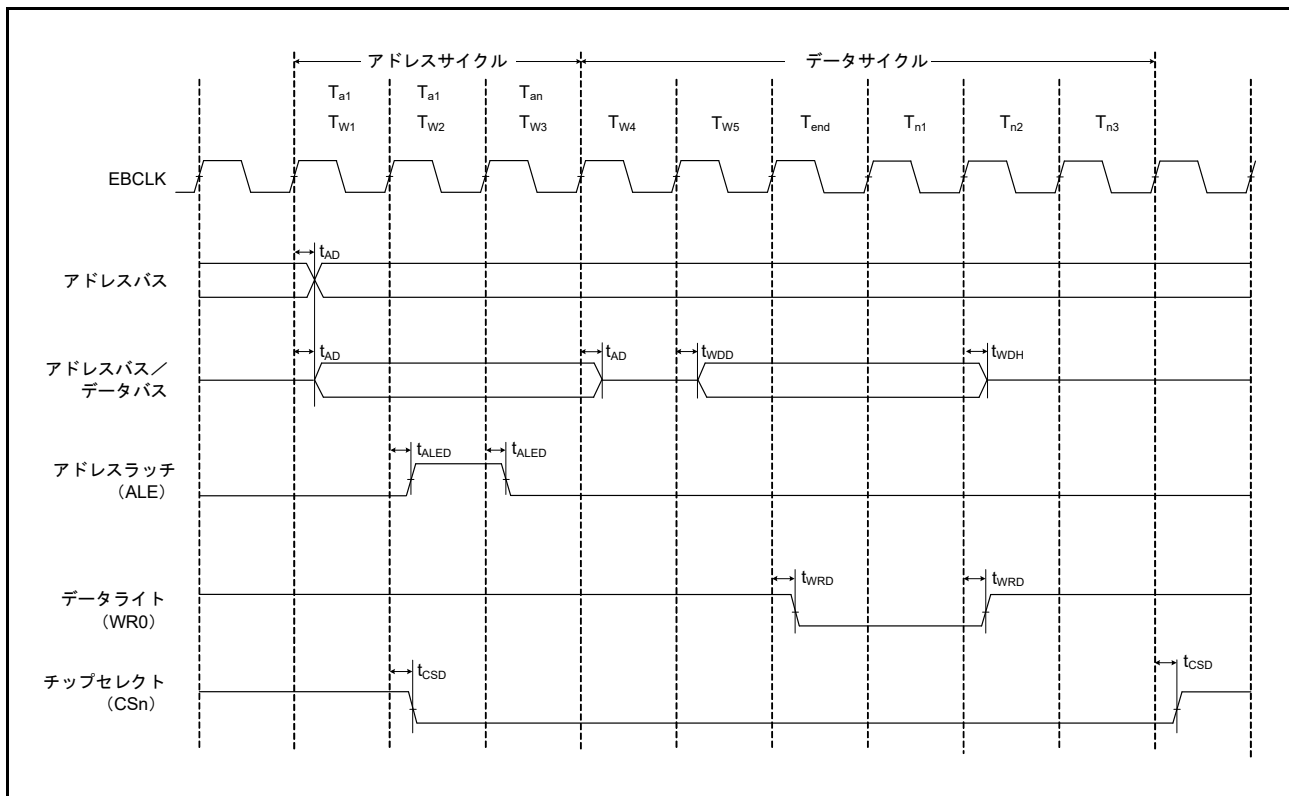 アドレスサイクル データサイクル
Ta1 Ta1 Tan
TW1 TW2 TW3 TW4 TW5 Tend Tn1 Tn2 Tn3
EBCLK
tAD
アドレスバス
tAD tAD tWDD tWDH
アドレスバス／
データバス
tALED tALED
アドレスラッチ
（ALE）
tWRD tWRD
データライト
（WR0）
tCSD tCSD
チップセレクト
（CSn）